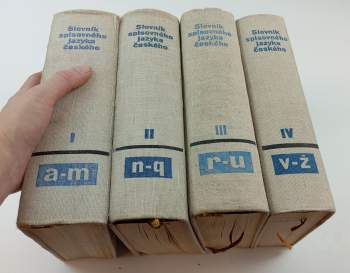 Slovník
spisovného
jazyka
českého
I
a-m
Slovník
spisovného
jazyka
českého
II
n-q
Slovník
spisovného
jazyka
českého
III
r-u
Slovník
spisovného
jazyka
českého
IV
v-ž